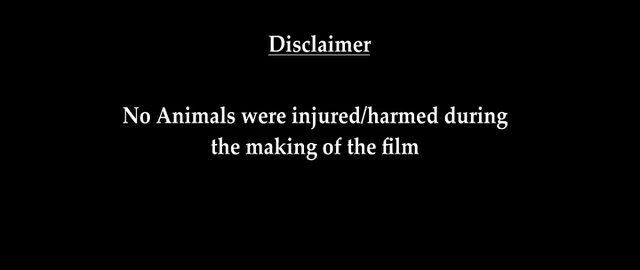 Disclaimer
No Animals were injured/harmed during
the making of the film